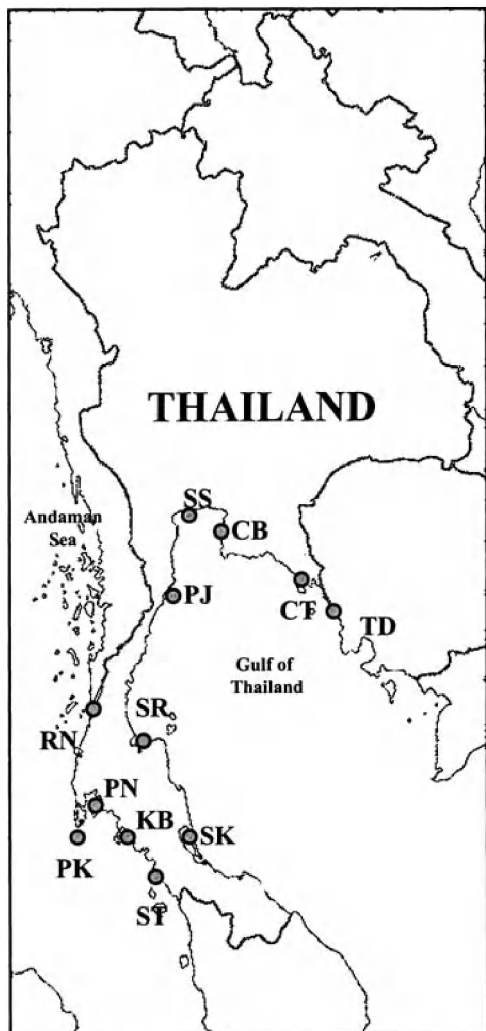 THAILAND
SS
Andaman
Sea
CB
PJ
CT
TD
Gulf of
Thailand
SR
RN
PN
KB
SK
PK
ST